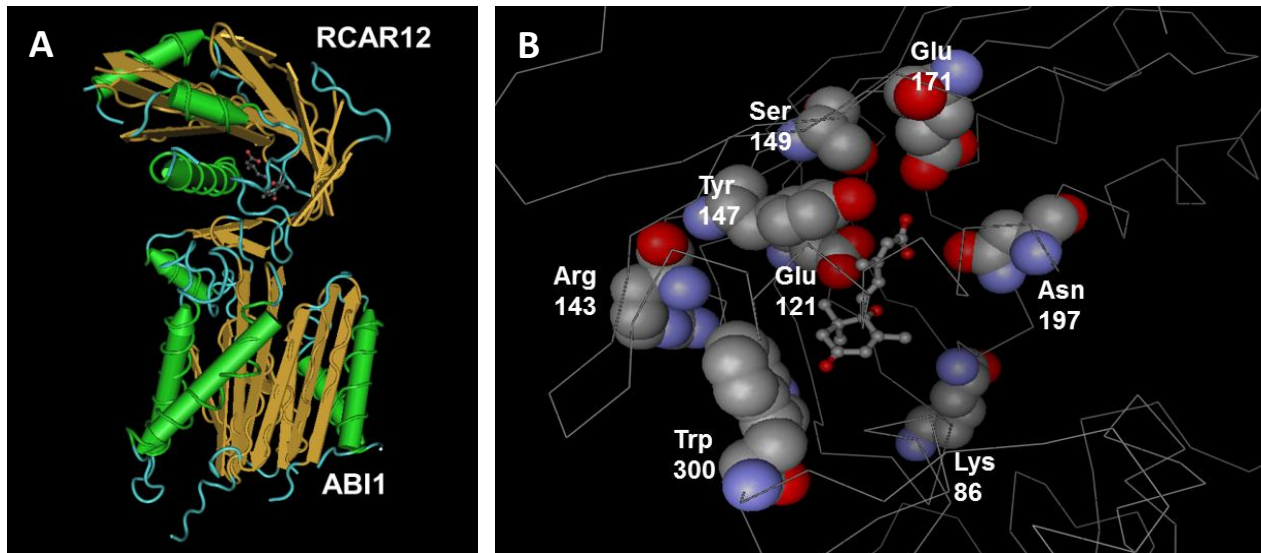 A
RCAR12
ABI1
B
Glu
171
Ser
149
Tyr
147
Glu
121
Arg
143
Asn
197
Trp
300
Lys
86